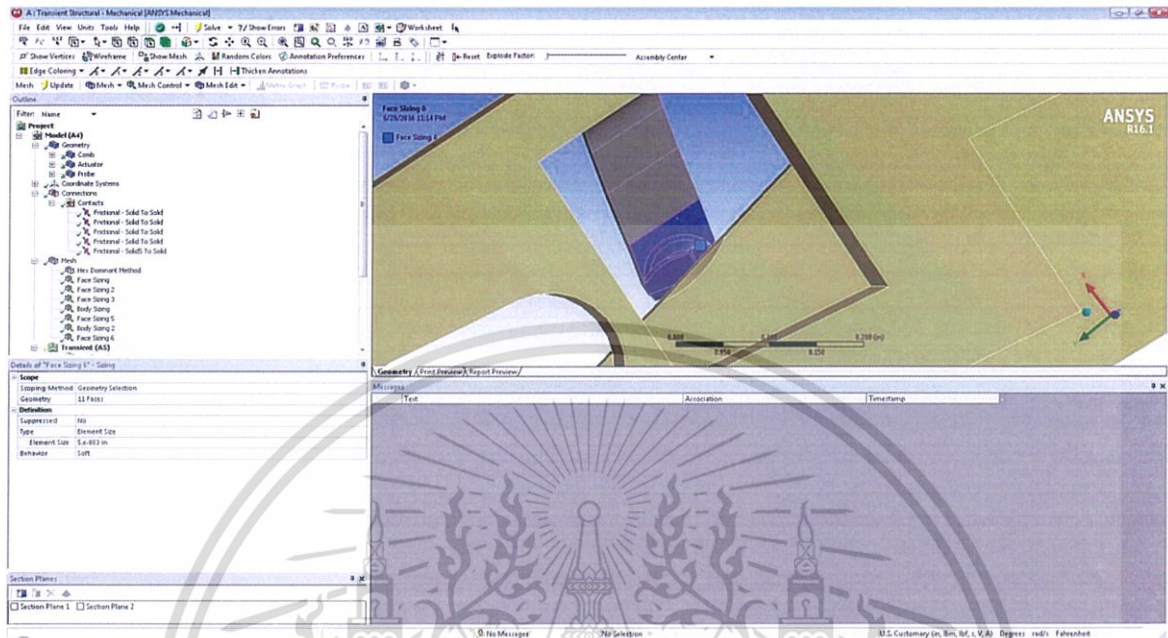 A : Transient Structural - Mechanical [ANSYS Mechanical]
File Edit View Units Tools Help Solve ?/ Show Errors Worksheet
Show Vertices Wireframe Show Mesh Random Colors Annotation Preferences Reset Explode Factor: Assembly Center
Edge Coloring Thicken Annotations
Mesh Update Mesh Mesh Control Mesh Edit Metric Graph Probe
Outline
Filter: Name
Project
Model (A4)
Geometry
Comb
Actuator
Probe
Coordinate Systems
Connections
Contacts
Frictional - Solid To Solid
Frictional - Solid To Solid
Frictional - Solid To Solid
Frictional - Solid To Solid
Frictional - Solid5 To Solid
Mesh
Hex Dominant Method
Face Sizing
Face Sizing 2
Face Sizing 3
Body Sizing
Face Sizing 5
Body Sizing 2
Face Sizing 6
Transient (A5)
Details of "Face Sizing 6" - Sizing
Scope
Scoping Method Geometry Selection
Geometry 11 Faces
Definition
Suppressed No
Type Element Size
Element Size 5.e-003 in
Behavior Soft
Section Planes
Section Plane 1 Section Plane 2
Face Sizing 6
Face Sizing 6
ANSYS
R16.1
0.000 0.100 0.200 (in)
0.050 0.150
Geometry Print Preview Report Preview
Messages
Text Association Timestamp
No Messages No Selection U.S. Customary (in, lbm, lbf, s, V, A) Degrees rad/s Fahrenheit